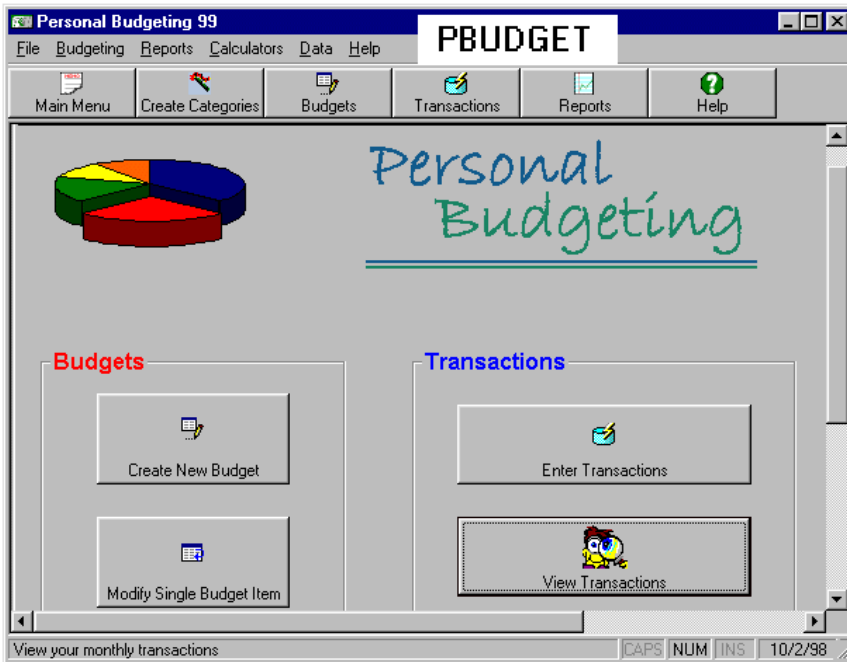 Personal Budgeting 99
PBUDGET
File Budgeting Reports Calculators Data Help
Main Menu Create Categories Budgets Transactions Reports Help
Personal
Budgeting
Budgets Transactions
Create New Budget Enter Transactions
Modify Single Budget Item View Transactions
View your monthly transactions CAPS NUM INS 10/2/98